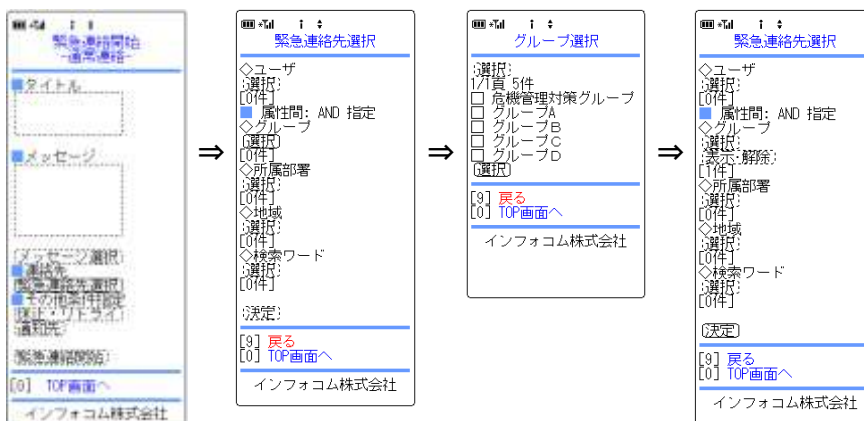 緊急連絡開始
-通常連絡-
■タイトル
■メッセージ
[メッセージ選択]
■連絡先
[緊急連絡先選択]
■その他条件指定
[停止・リトライ]
[通知先]
[緊急連絡開始]
[0] TOP画面へ
インフォコム株式会社
⇒
緊急連絡先選択
◇ユーザ
[選択]
[0件]
■ 属性間: AND 指定
◇グループ
[選択]
[0件]
◇所属部署
[選択]
[0件]
◇地域
[選択]
[0件]
◇検索ワード
[選択]
[0件]
[決定]
[9] 戻る
[0] TOP画面へ
インフォコム株式会社
⇒
グループ選択
[選択]
1/1頁 5件
□ 危機管理対策グループ
□ グループA
□ グループB
□ グループC
□ グループD
[選択]
[9] 戻る
[0] TOP画面へ
インフォコム株式会社
⇒
緊急連絡先選択
◇ユーザ
[選択]
[0件]
■ 属性間: AND 指定
◇グループ
[選択]
[表示・解除]
[1件]
◇所属部署
[選択]
[0件]
◇地域
[選択]
[0件]
◇検索ワード
[選択]
[0件]
[決定]
[9] 戻る
[0] TOP画面へ
インフォコム株式会社